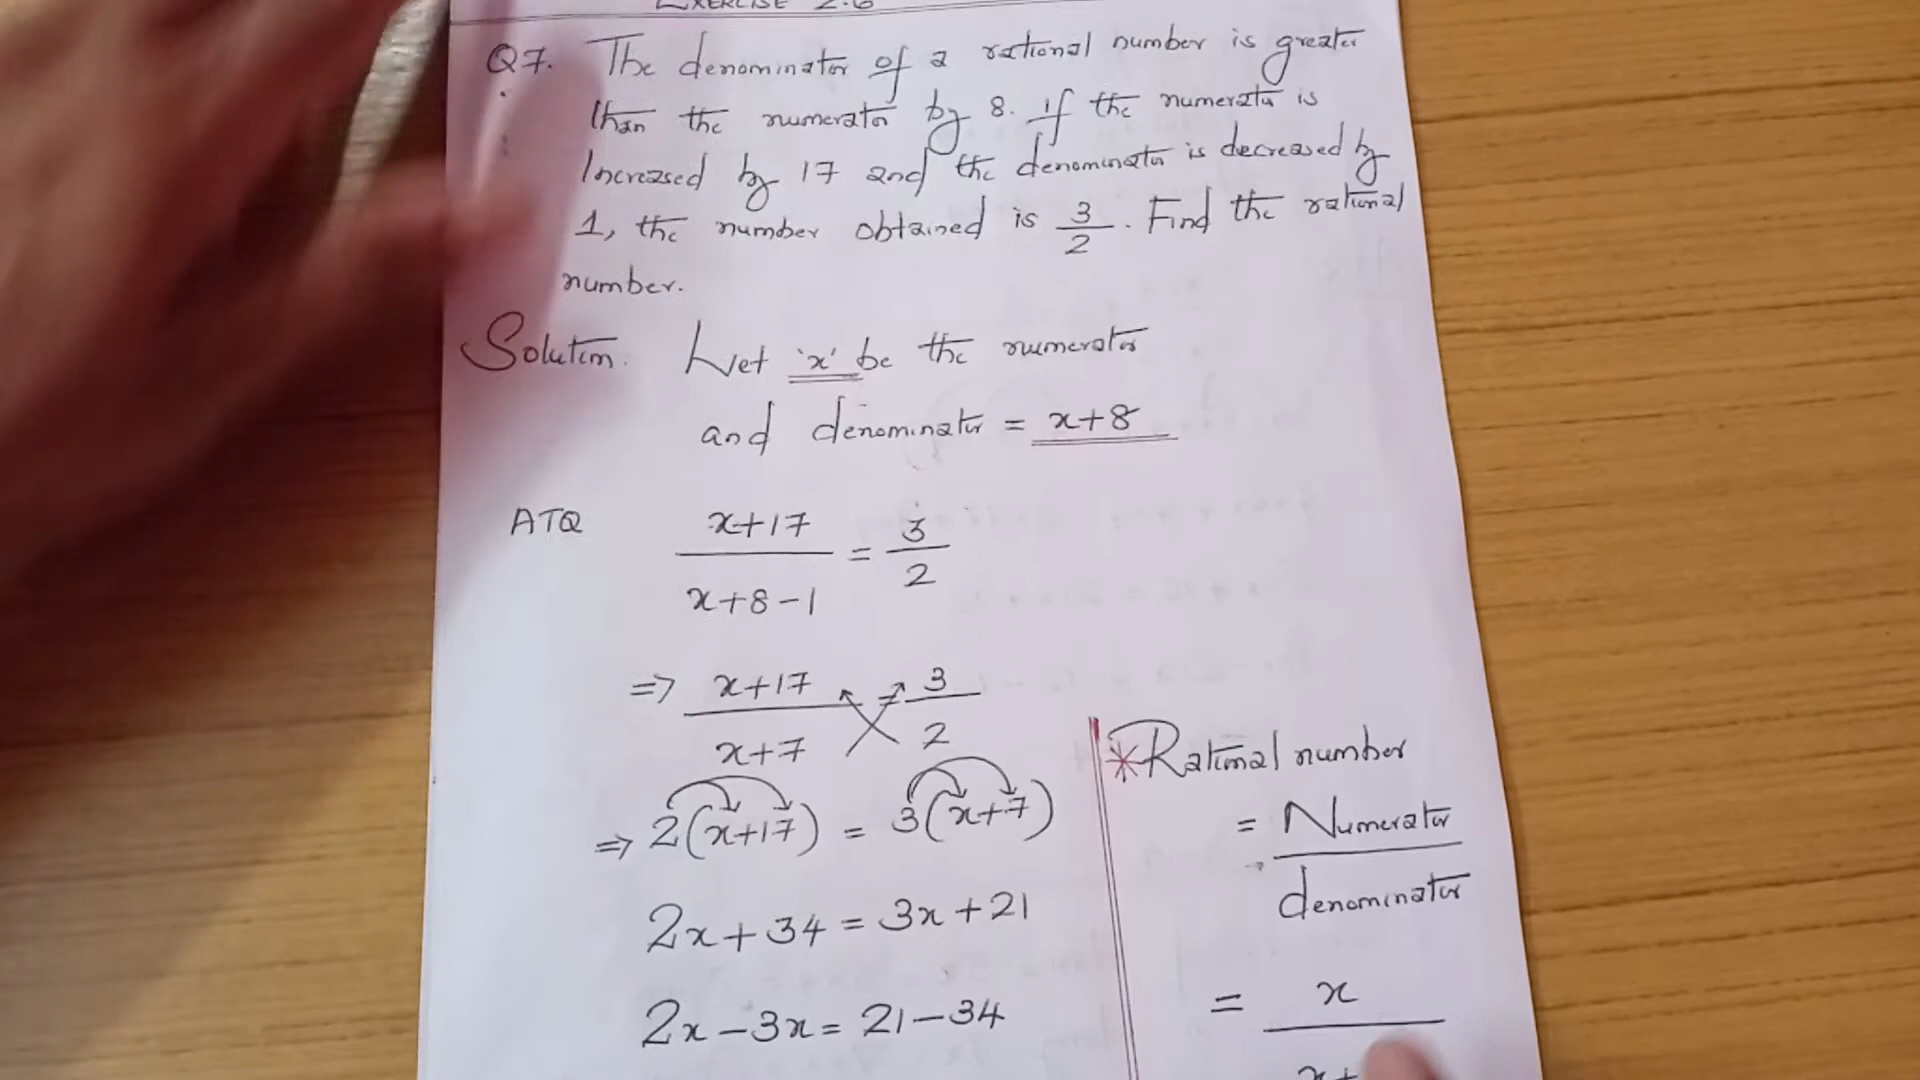 EXERCISE 2.6
Q7. The denominator of a rational number is greater
than the numerator by 8. if the numerator is
Increased by 17 and the denominator is decreased by
1, the number obtained is 3/2. Find the rational
number.
Solution. Let 'x' be the numerator
and denominator = x+8
ATQ
x+17
x+8-1
= 3/2
=> x+17
x+7
= 3/2
=> 2(x+17) = 3(x+7)
2x+34 = 3x+21
2x-3x = 21-34
*Rational number
= Numerator
denominator
= x
x+